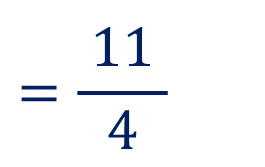 = 11/4